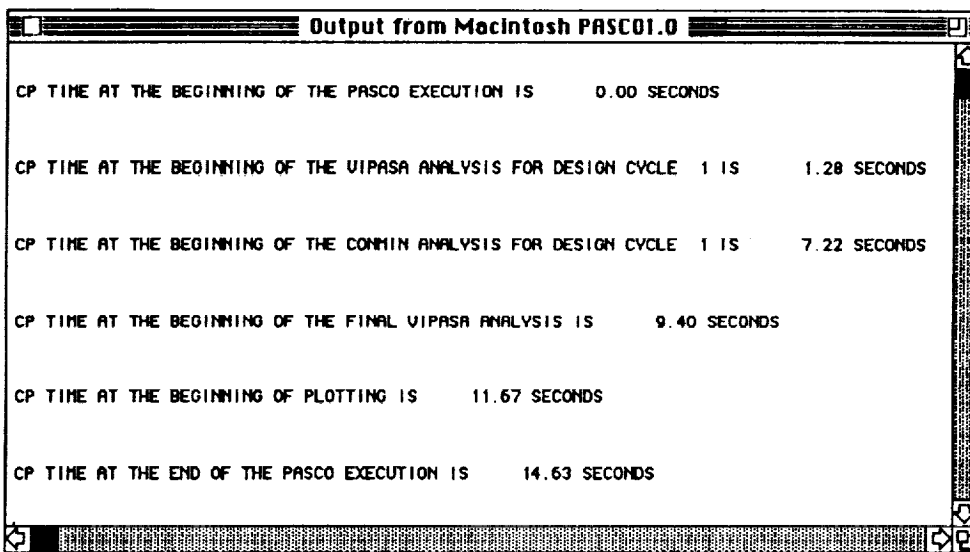 Output from Macintosh PASCO1.0
CP TIME AT THE BEGINNING OF THE PASCO EXECUTION IS 0.00 SECONDS
CP TIME AT THE BEGINNING OF THE VIPASA ANALYSIS FOR DESIGN CYCLE 1 IS 1.28 SECONDS
CP TIME AT THE BEGINNING OF THE CONMIN ANALYSIS FOR DESIGN CYCLE 1 IS 7.22 SECONDS
CP TIME AT THE BEGINNING OF THE FINAL VIPASA ANALYSIS IS 9.40 SECONDS
CP TIME AT THE BEGINNING OF PLOTTING IS 11.67 SECONDS
CP TIME AT THE END OF THE PASCO EXECUTION IS 14.63 SECONDS